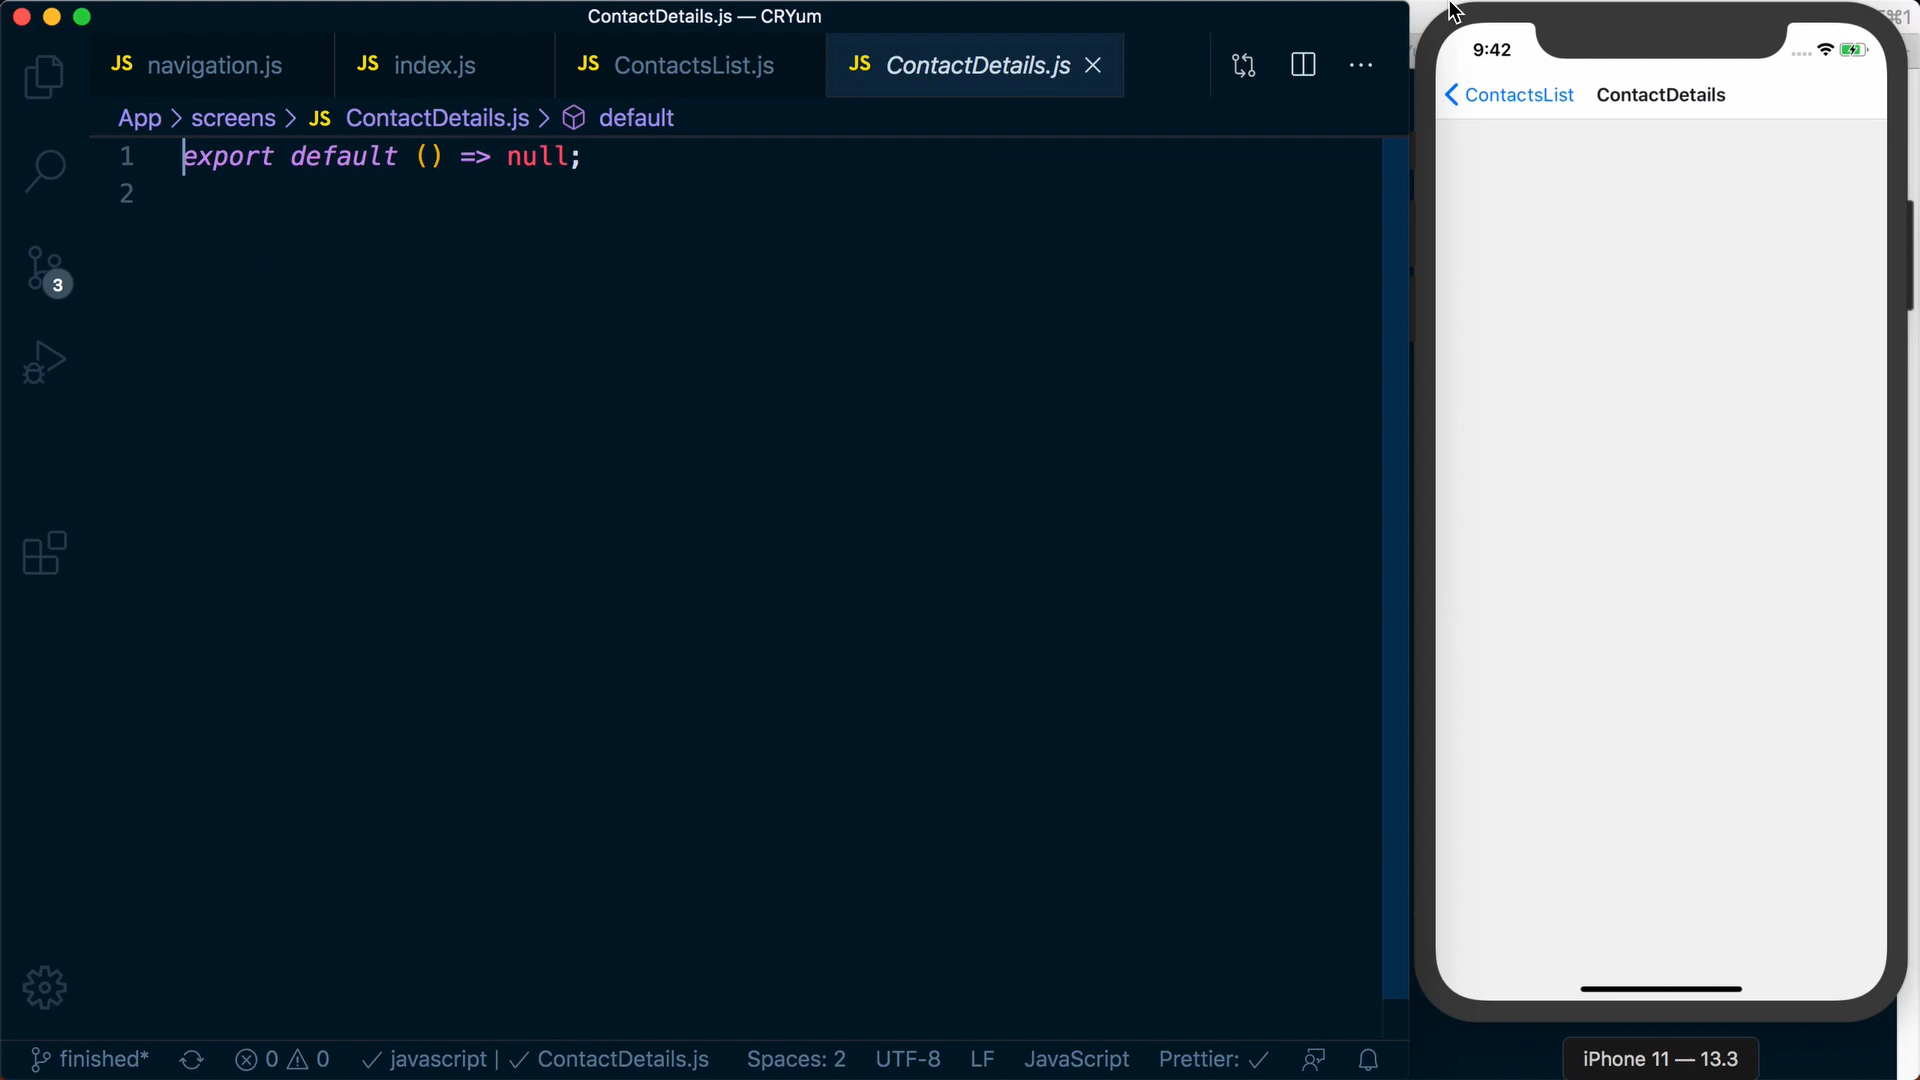 ContactDetails.js — CRYum
JS navigation.js
JS index.js
JS ContactsList.js
JS ContactDetails.js
App > screens > JS ContactDetails.js > default
1 export default () => null;
2
3
finished*
0
0
javascript |
ContactDetails.js
Spaces: 2
UTF-8
LF
JavaScript
Prettier:
⌘1
9:42
ContactsList
ContactDetails
iPhone 11 — 13.3